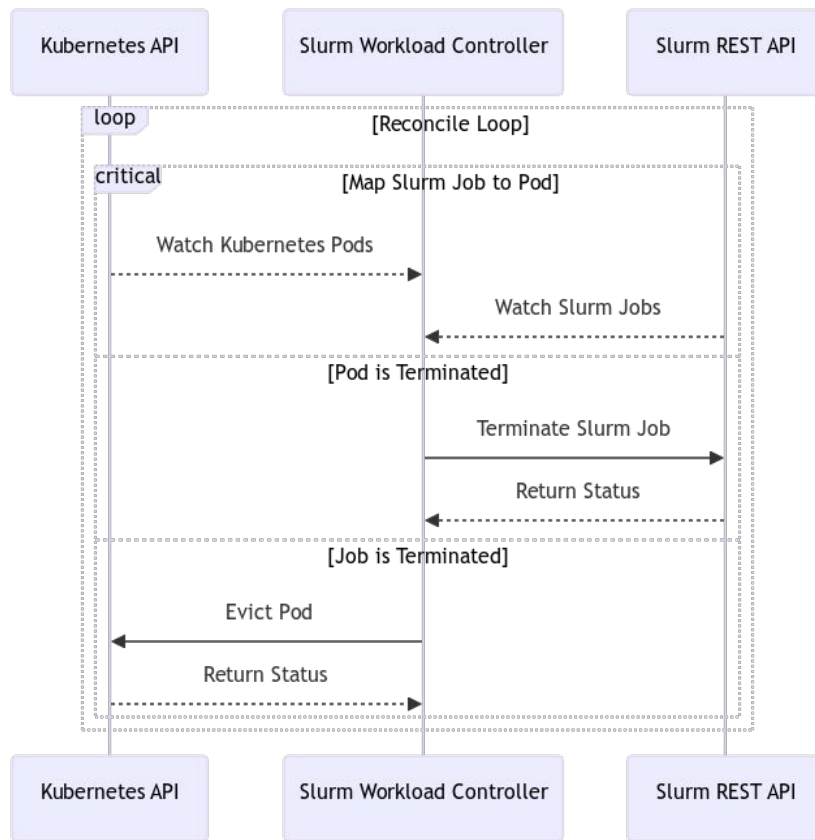 Kubernetes API
Slurm Workload Controller
Slurm REST API
loop
[Reconcile Loop]
critical
[Map Slurm Job to Pod]
Watch Kubernetes Pods
Watch Slurm Jobs
[Pod is Terminated]
Terminate Slurm Job
Return Status
[Job is Terminated]
Evict Pod
Return Status
Kubernetes API
Slurm Workload Controller
Slurm REST API